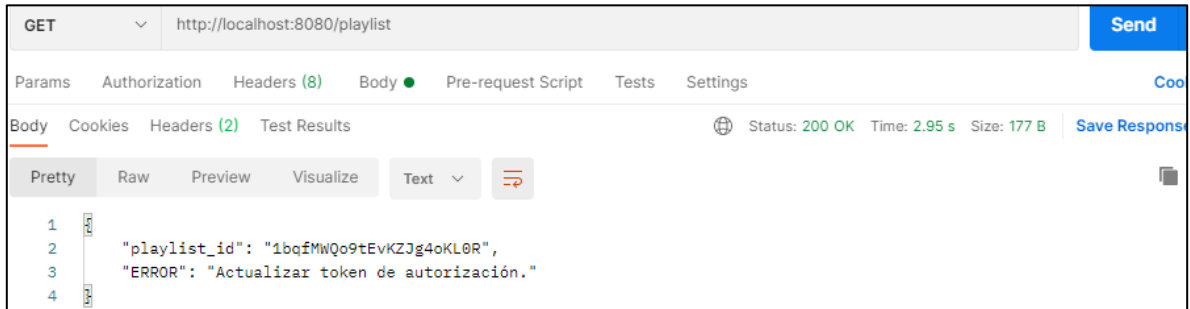 GET http://localhost:8080/playlist Send
Params Authorization Headers (8) Body Pre-request Script Tests Settings Coo
Body Cookies Headers (2) Test Results Status: 200 OK Time: 2.95 s Size: 177 B Save Response
Pretty Raw Preview Visualize Text
1 {
2 "playlist_id": "1bqfMWQo9tEvKZJg4oKL0R",
3 "ERROR": "Actualizar token de autorización."
4 }